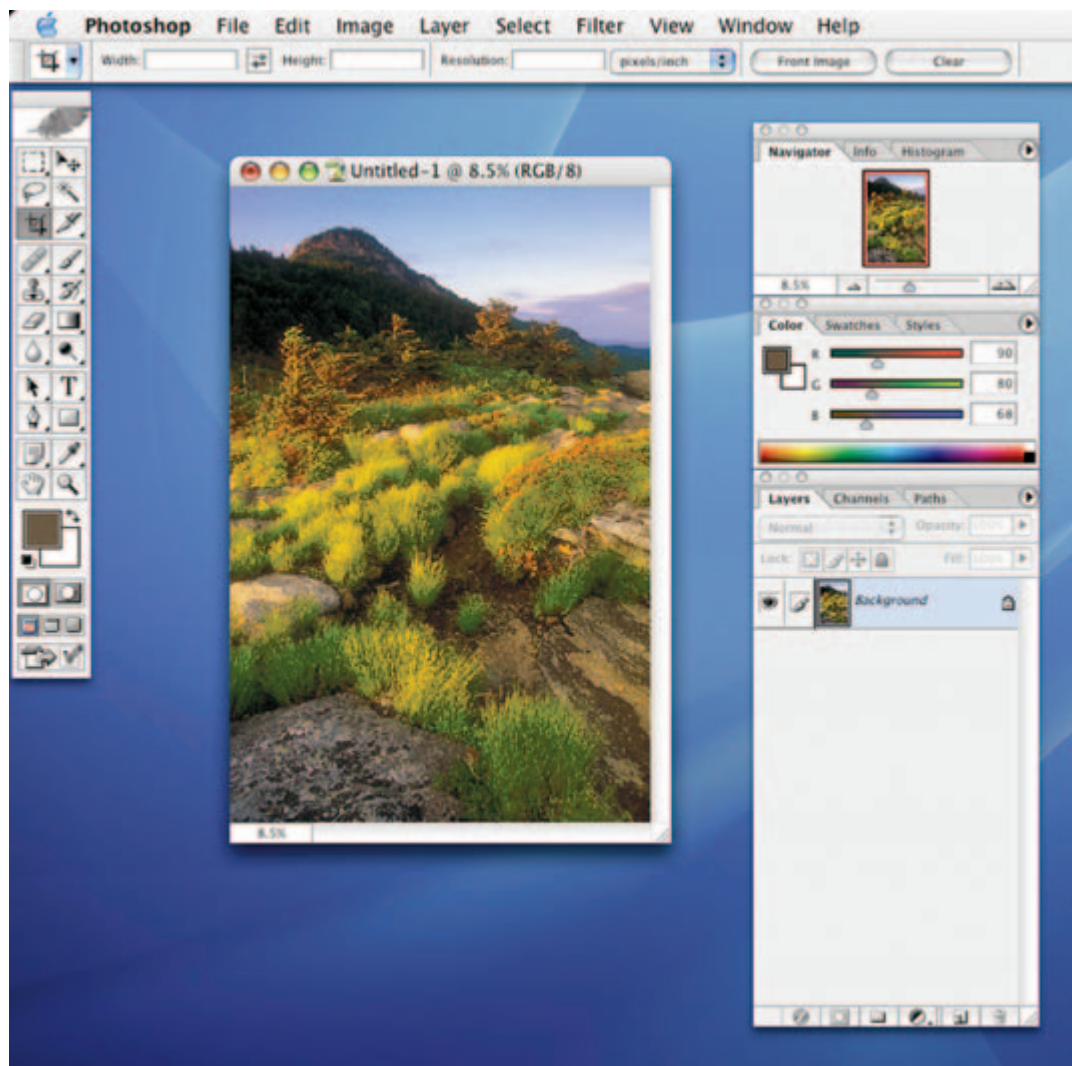 Photoshop File Edit Image Layer Select Filter View Window Help
Width: Height: Resolution: pixels/inch Front Image Clear
Untitled-1 @ 8.5% (RGB/8)
8.5%
Navigator Info Histogram
8.5%
Color Swatches Styles
R 90
G 80
B 68
Layers Channels Paths
Normal Opacity: 100%
Lock: Fill: 100%
Background
T